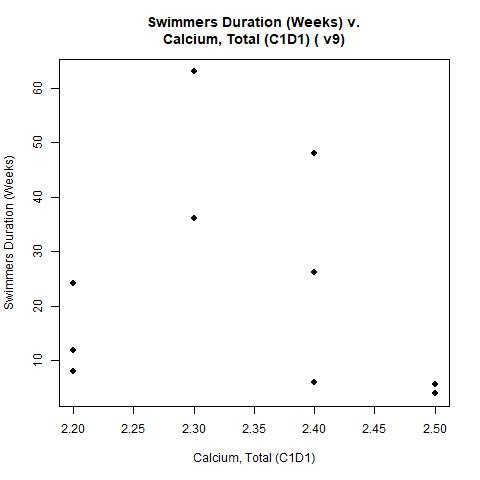 Swimmers Duration (Weeks) v.
Calcium, Total (C1D1) ( v9)
Swimmers Duration (Weeks)
60
50
40
30
20
10
2.20 2.25 2.30 2.35 2.40 2.45 2.50
Calcium, Total (C1D1)